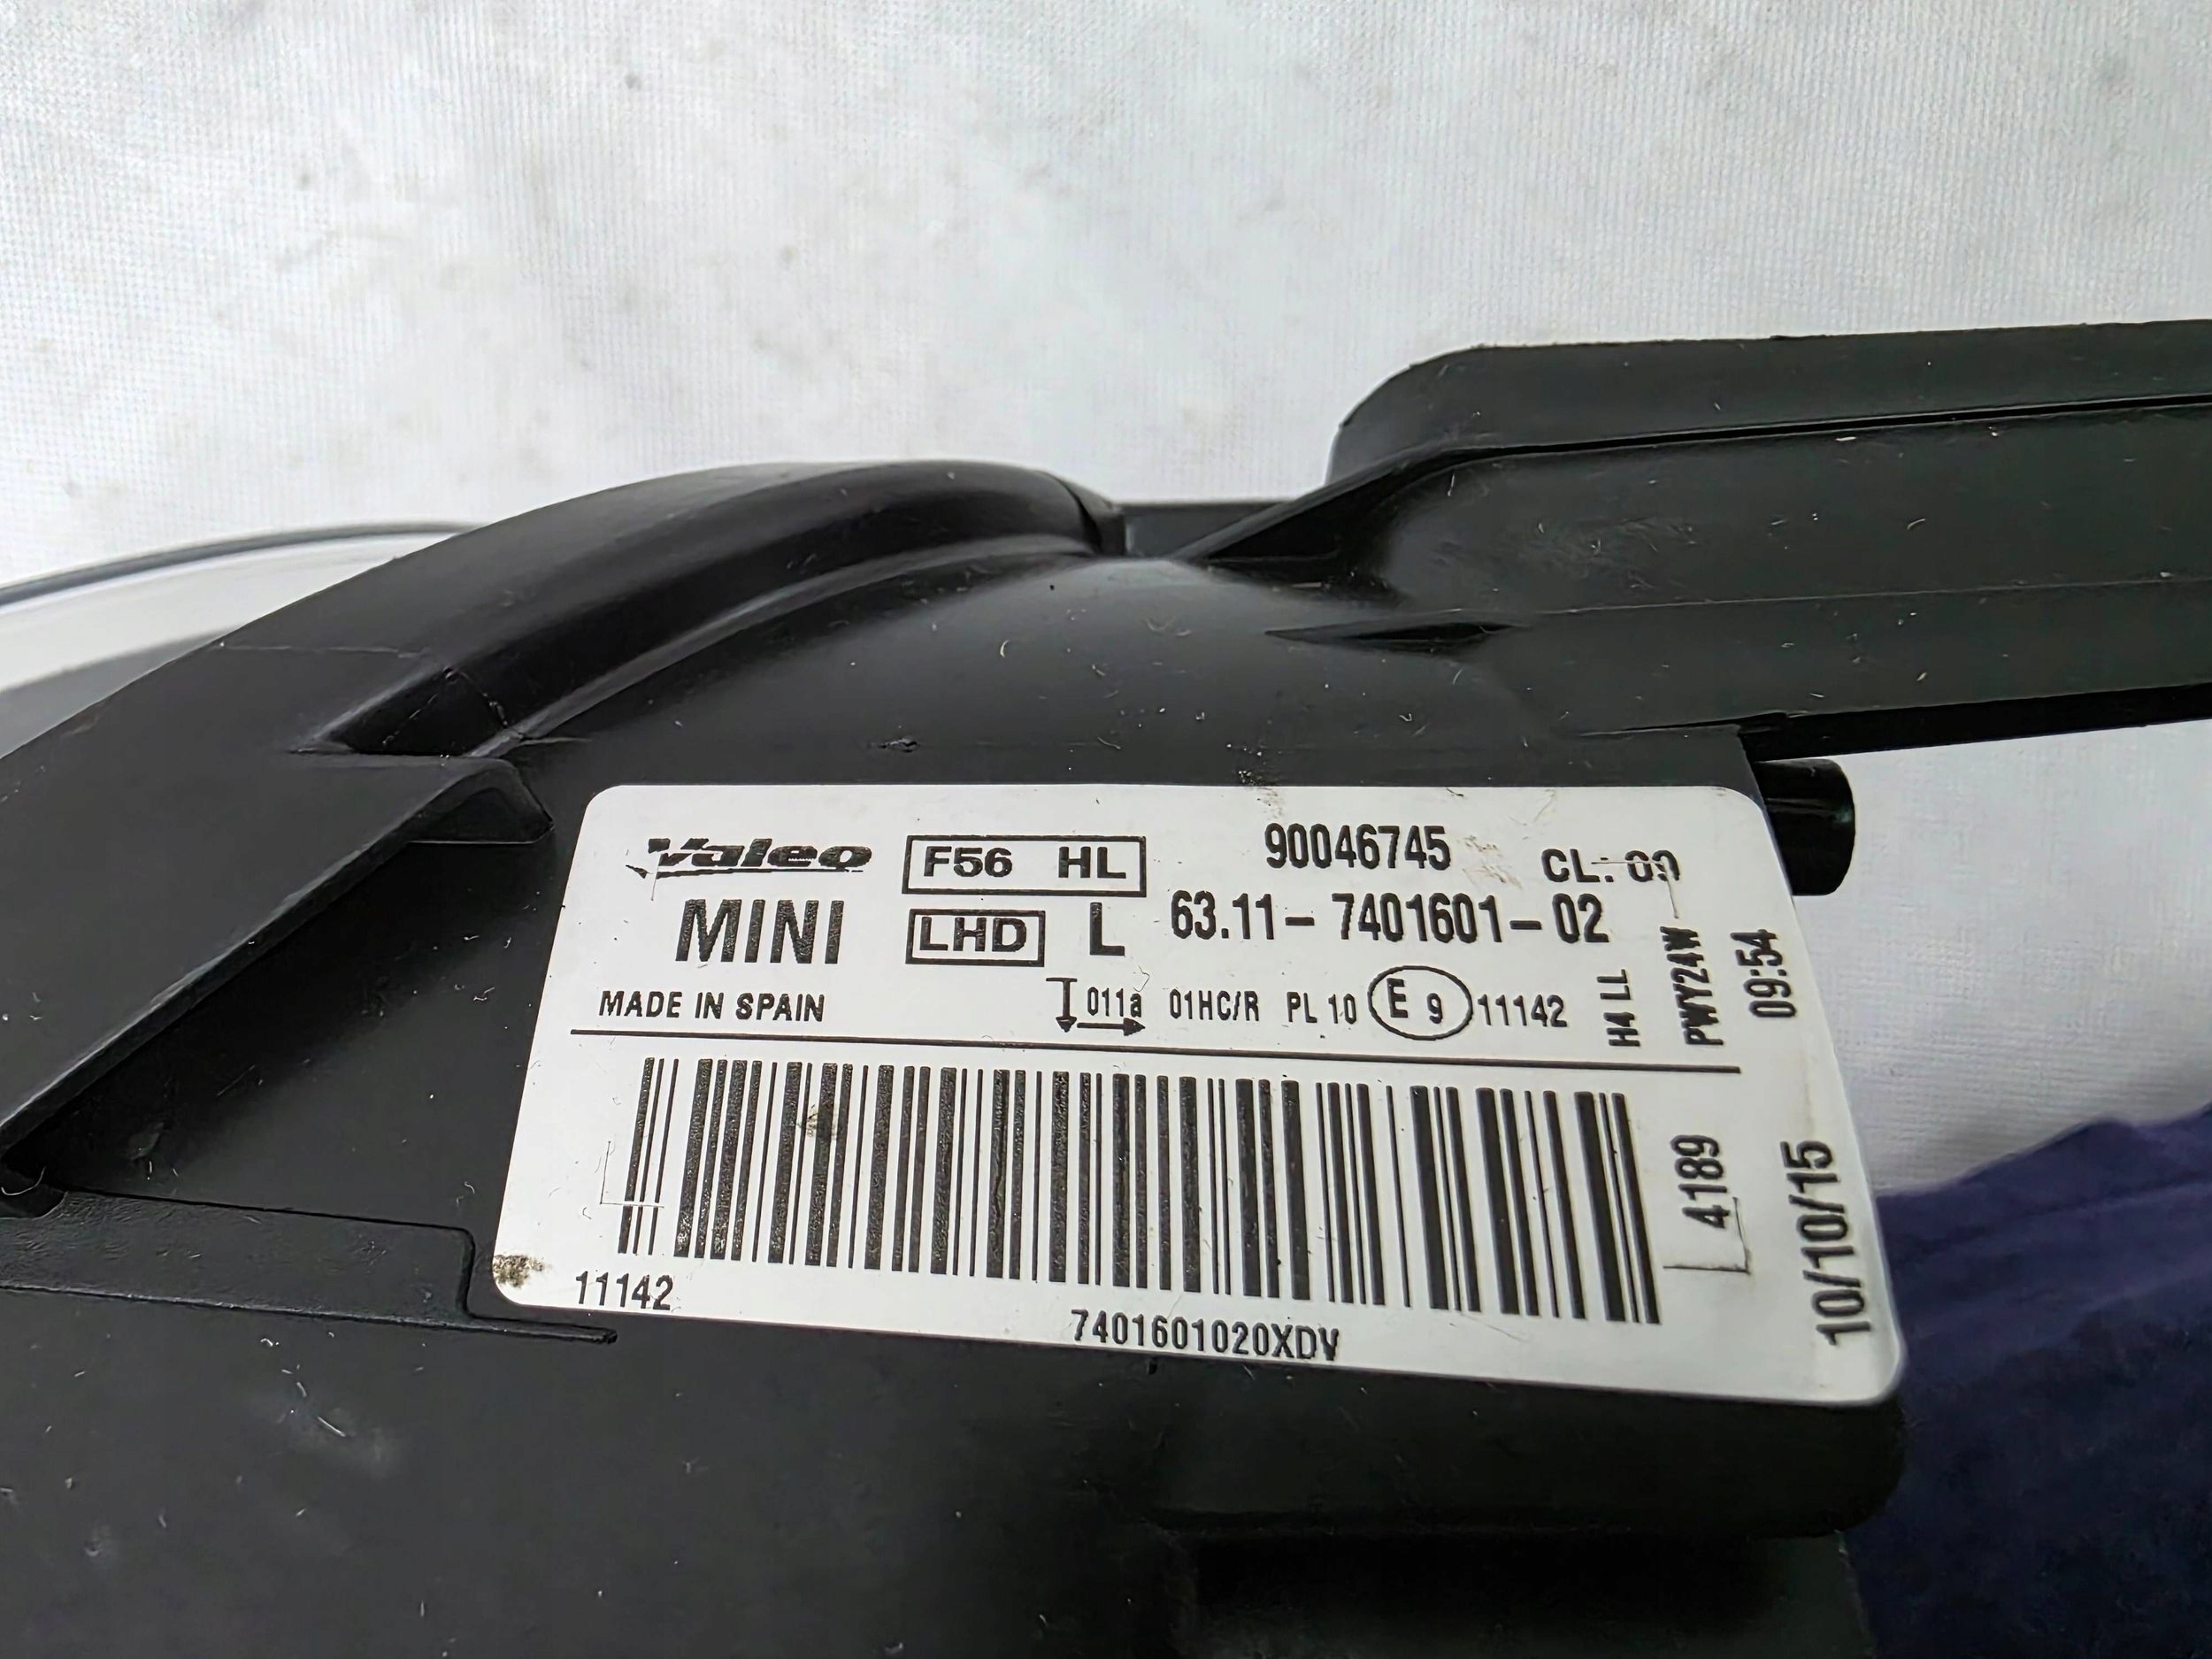 Valeo F56 HL 90046745 CL: 09
MINI LHD L 63.11- 7401601- 02
MADE IN SPAIN 011a 01HC/R PL 10 E 9 11142
H4 LL
PWY24W
09:54
4189
10/10/15
11142
7401601020XDV